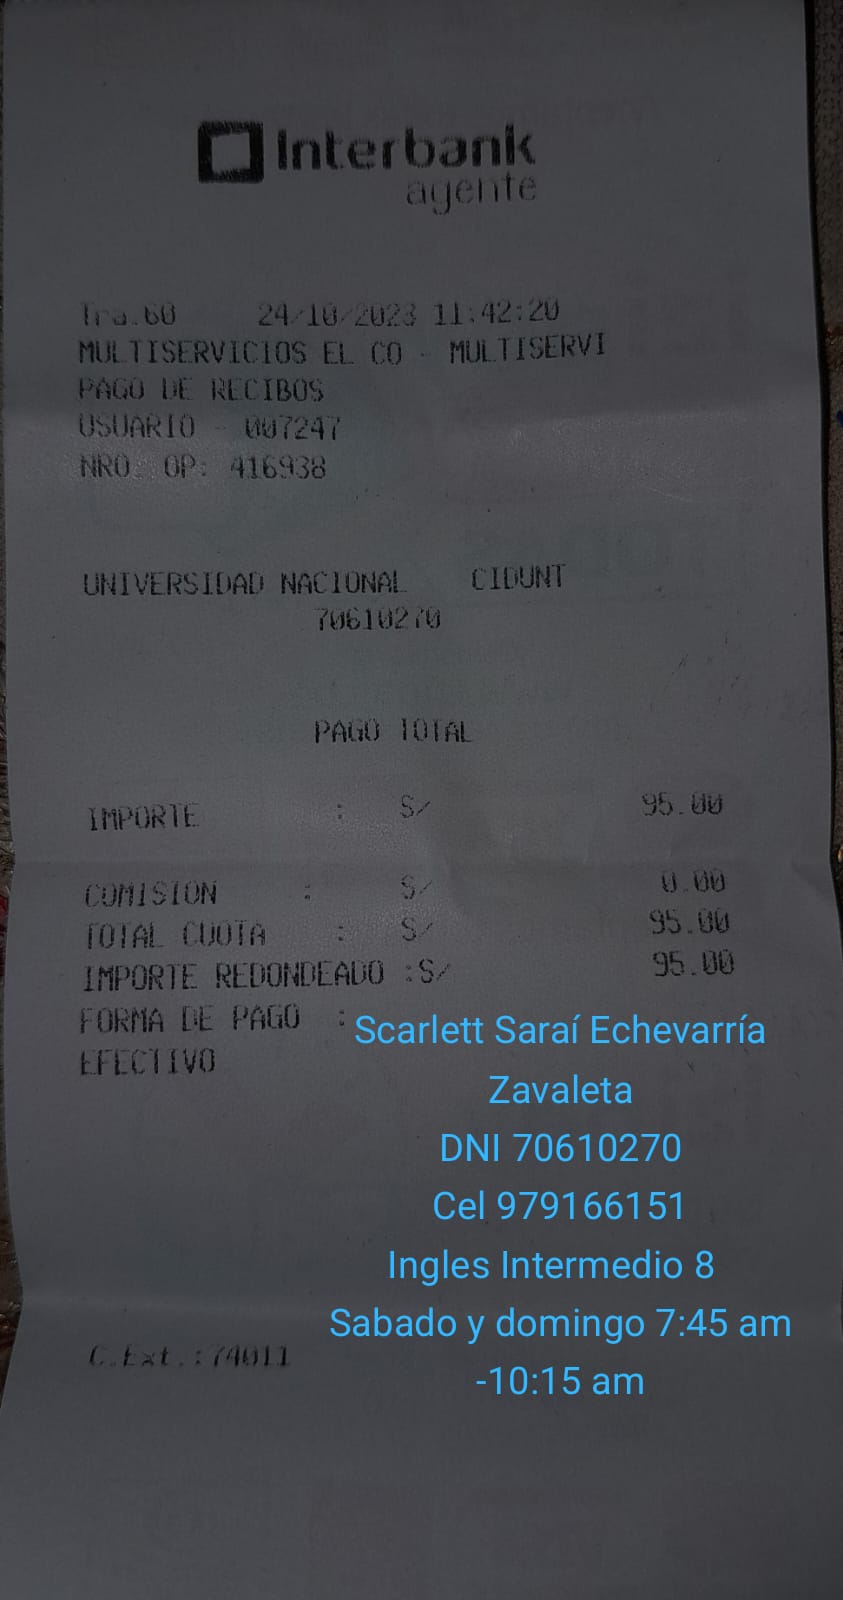 Interbank
agente
Tra.60 24/10/2023 11:42:20
MULTISERVICIOS EL CO - MULTISERVI
PAGO DE RECIBOS
USUARIO - 007247
NRO. OP: 416938
UNIVERSIDAD NACIONAL CIDUNT
70610270
PAGO TOTAL
IMPORTE : S/ 95.00
COMISION : S/ 0.00
TOTAL CUOTA : S/ 95.00
IMPORTE REDONDEADO :S/ 95.00
FORMA DE PAGO :
EFECTIVO
Scarlett Saraí Echevarría
Zavaleta
DNI 70610270
Cel 979166151
Ingles Intermedio 8
Sabado y domingo 7:45 am
-10:15 am
C.Ext.:74011